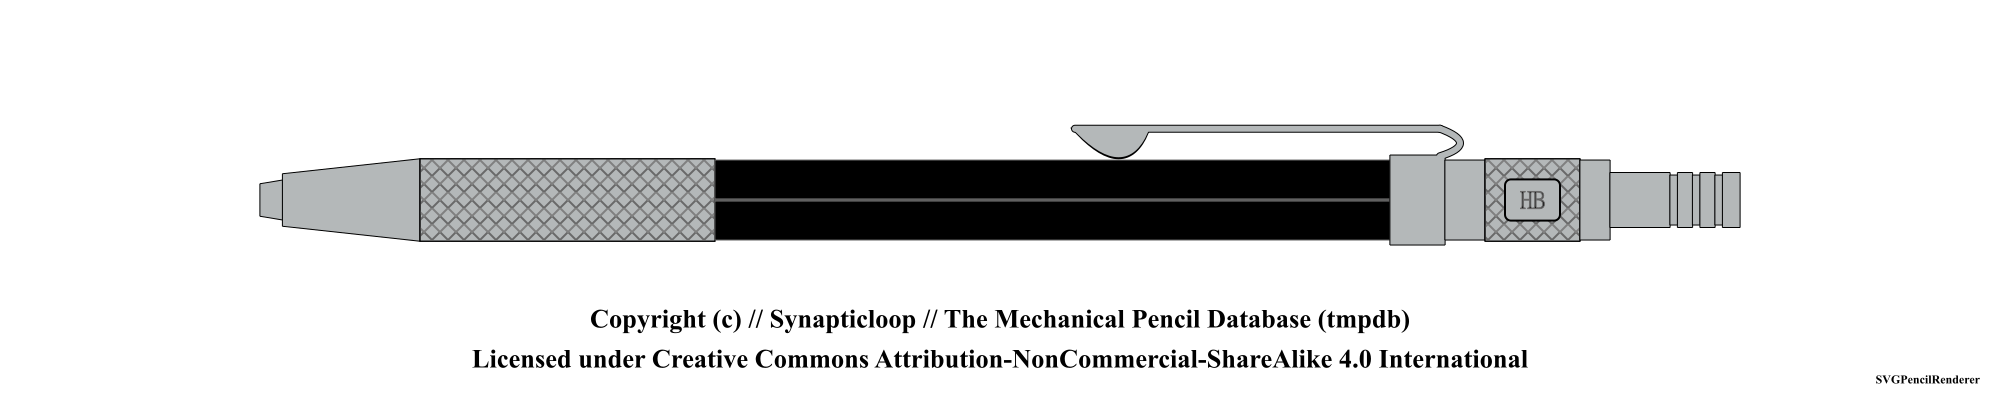 HB
Copyright (c) // Synapticloop // The Mechanical Pencil Database (tmpdb)
Licensed under Creative Commons Attribution-NonCommercial-ShareAlike 4.0 International
SVGPencilRenderer